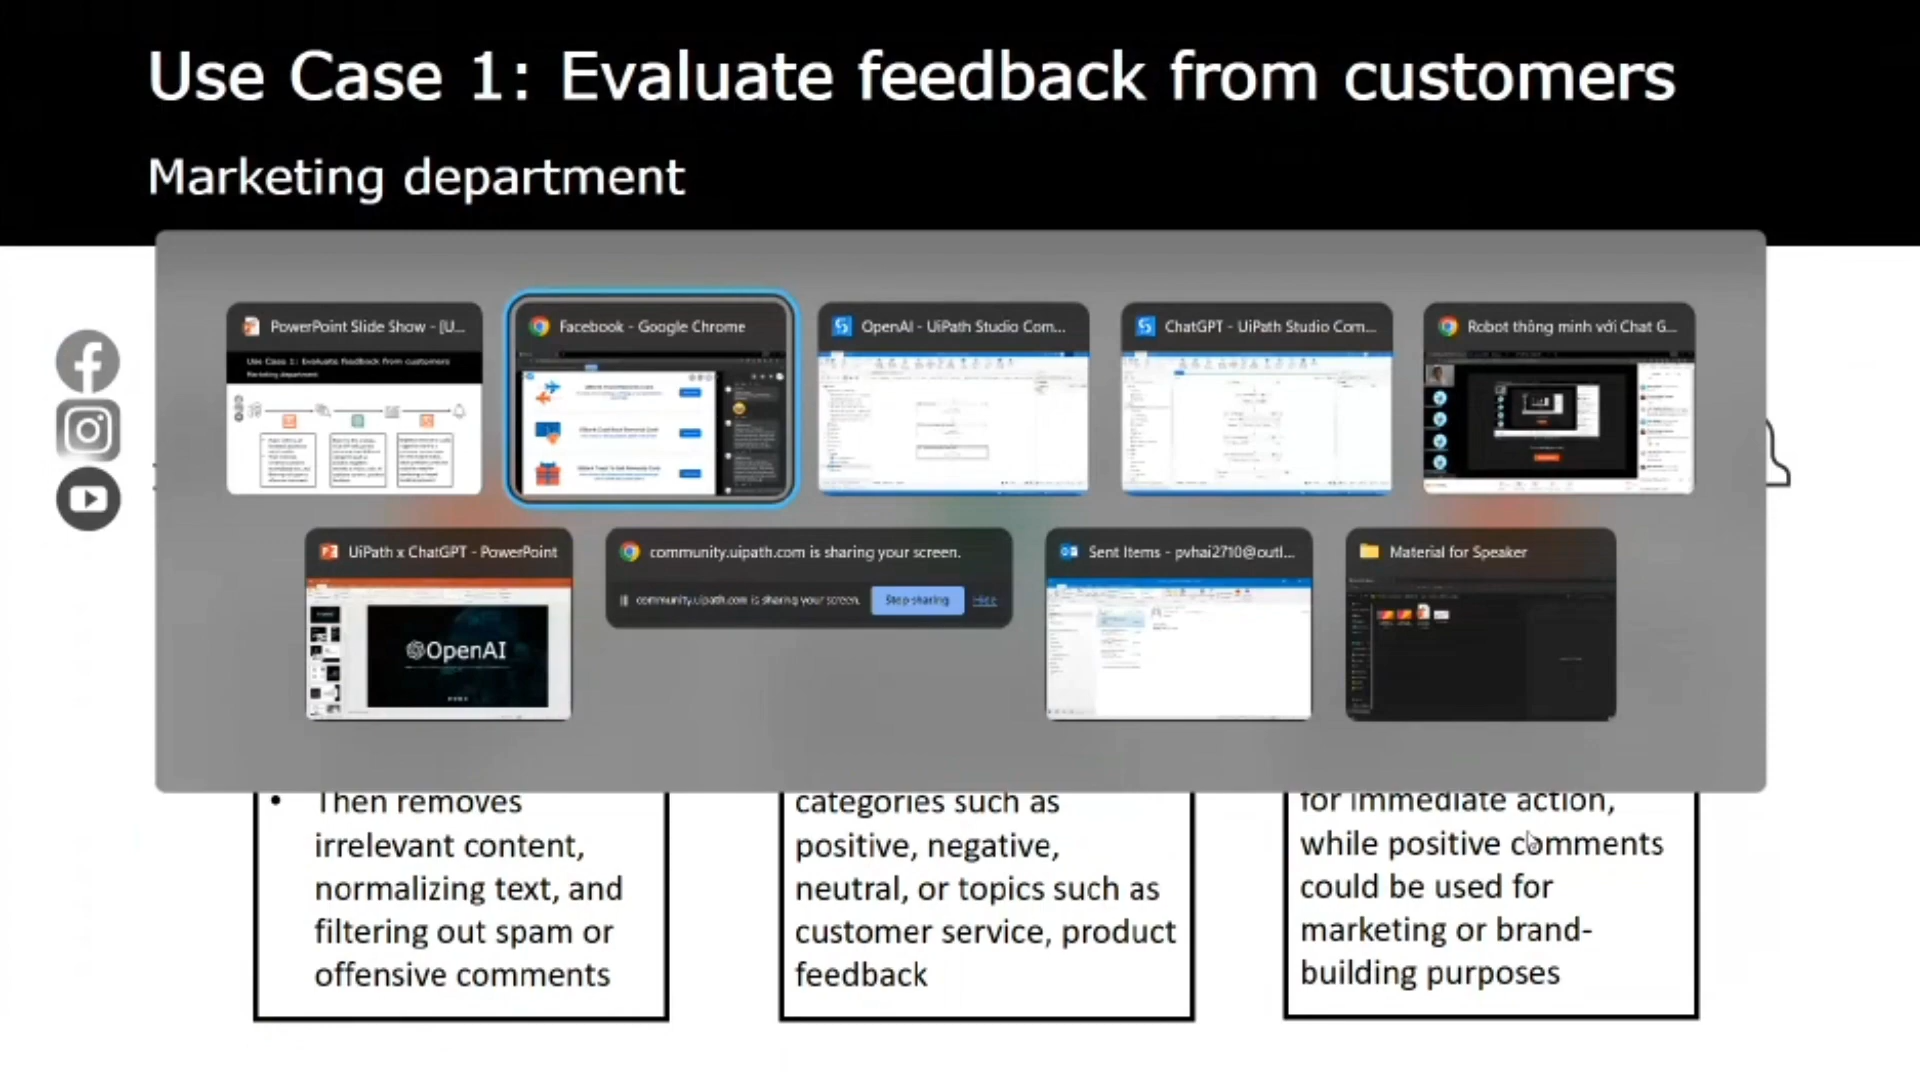 Use Case 1: Evaluate feedback from customers
Marketing department
PowerPoint Slide Show - [U...
Facebook - Google Chrome
OpenAI - UiPath Studio Com...
ChatGPT - UiPath Studio Com...
Robot thông minh với Chat G...
Use Case 1: Evaluate feedback from customers
Marketing department
UiPath x ChatGPT - PowerPoint
community.uipath.com is sharing your screen.
Sent Items - pvhai2710@outl...
Material for Speaker
community.uipath.com is sharing your screen.
Stop sharing
Hide
OpenAI
• Then removes
irrelevant content,
normalizing text, and
filtering out spam or
offensive comments
categories such as
positive, negative,
neutral, or topics such as
customer service, product
feedback
for immediate action,
while positive comments
could be used for
marketing or brand-
building purposes